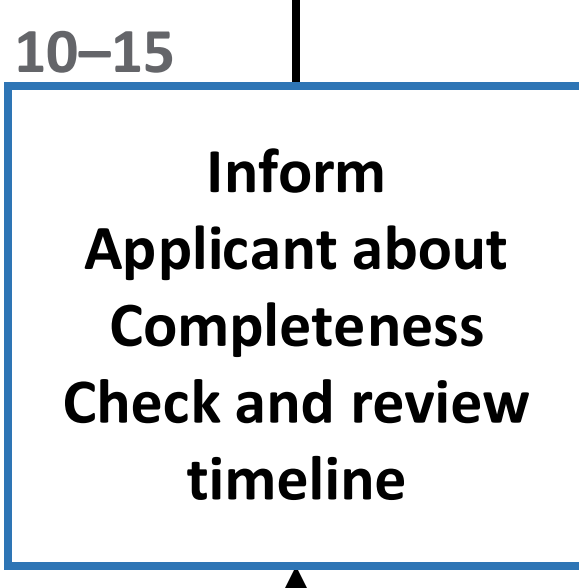 10–15
Inform
Applicant about
Completeness
Check and review
timeline